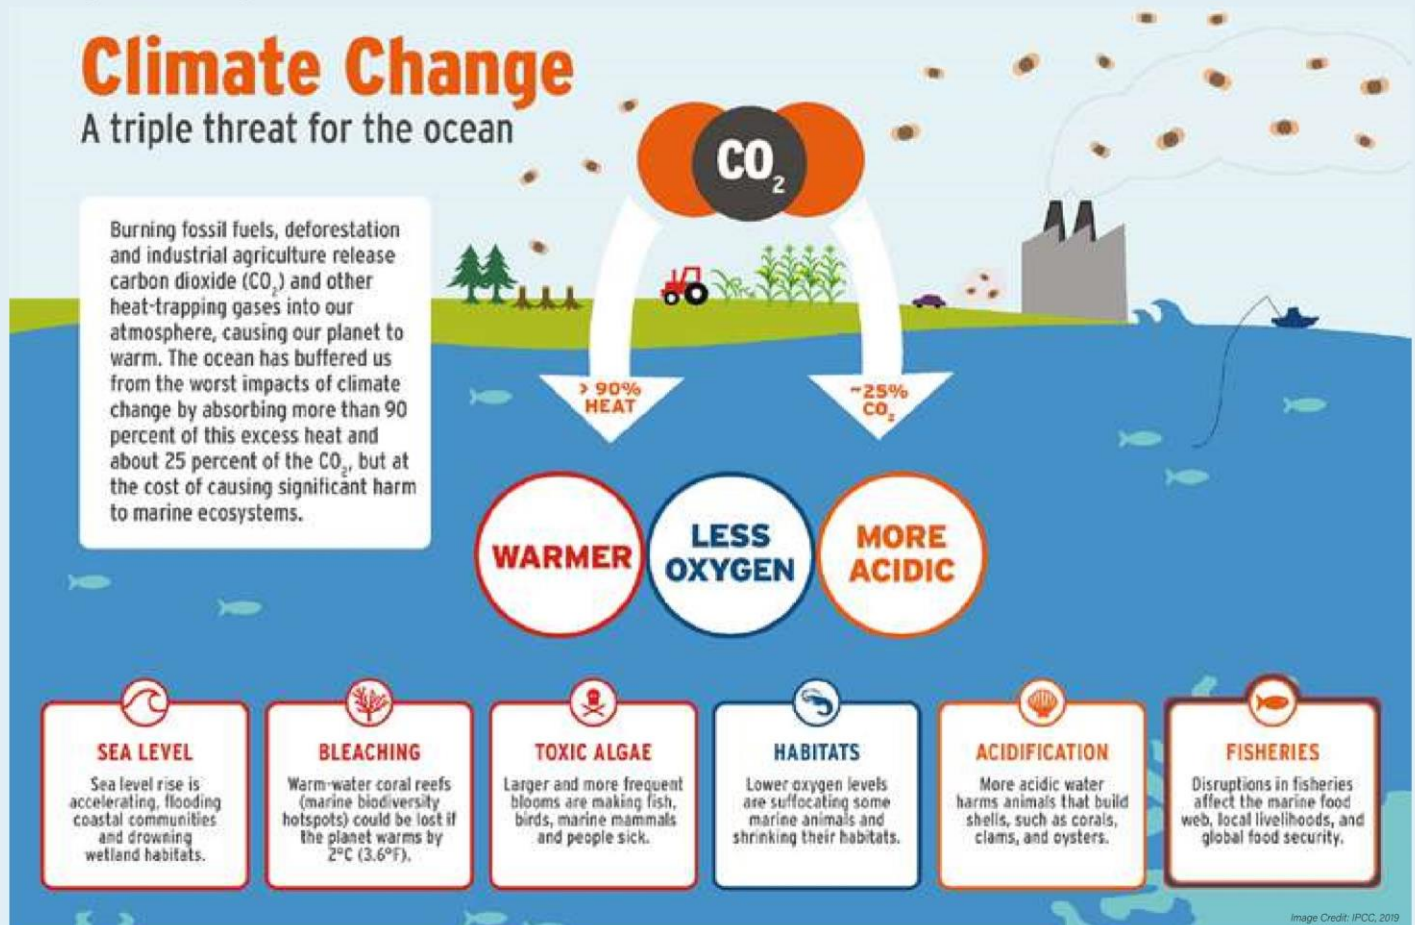 Climate Change
A triple threat for the ocean
CO₂
Burning fossil fuels, deforestation
and industrial agriculture release
carbon dioxide (CO₂) and other
heat-trapping gases into our
atmosphere, causing our planet to
warm. The ocean has buffered us
from the worst impacts of climate
change by absorbing more than 90
percent of this excess heat and
about 25 percent of the CO₂, but at
the cost of causing significant harm
to marine ecosystems.
> 90%
HEAT
~25%
CO₂
WARMER
LESS
OXYGEN
MORE
ACIDIC
SEA LEVEL
Sea level rise is
accelerating, flooding
coastal communities
and drowning
wetland habitats.
BLEACHING
Warm-water coral reefs
(marine biodiversity
hotspots) could be lost if
the planet warms by
2°C (3.6°F).
TOXIC ALGAE
Larger and more frequent
blooms are making fish,
birds, marine mammals
and people sick.
HABITATS
Lower oxygen levels
are suffocating some
marine animals and
shrinking their habitats.
ACIDIFICATION
More acidic water
harms animals that build
shells, such as corals,
clams, and oysters.
FISHERIES
Disruptions in fisheries
affect the marine food
web, local livelihoods, and
global food security.
Image Credit: IPCC, 2019